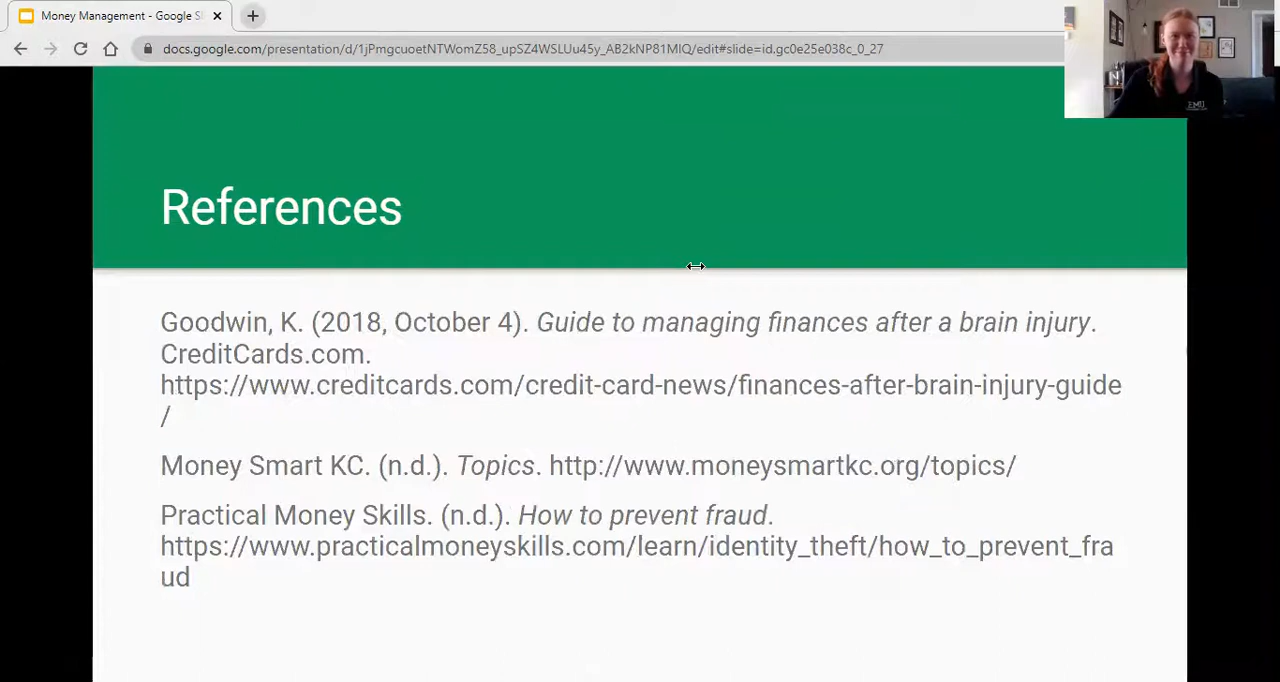 Money Management - Google S
docs.google.com/presentation/d/1jPmgcuoetNTWomZ58_upSZ4WSLUu45y_AB2kNP81MIQ/edit#slide=id.gc0e25e038c_0_27
EMU
References
Goodwin, K. (2018, October 4). Guide to managing finances after a brain injury.
CreditCards.com.
https://www.creditcards.com/credit-card-news/finances-after-brain-injury-guide
/
Money Smart KC. (n.d.). Topics. http://www.moneysmartkc.org/topics/
Practical Money Skills. (n.d.). How to prevent fraud.
https://www.practicalmoneyskills.com/learn/identity_theft/how_to_prevent_fra
ud